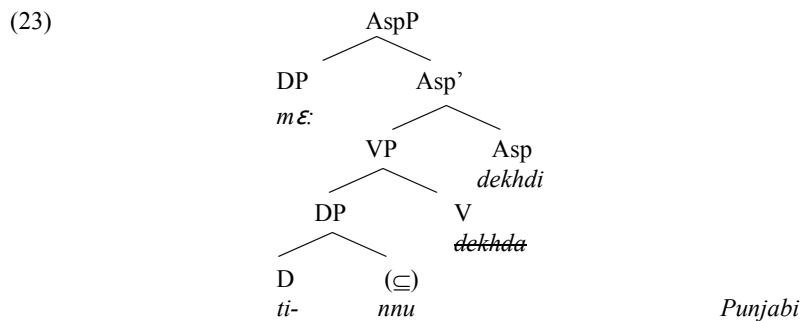 (23) AspP
DP Asp’
mɛ:
VP Asp
dekhdi
DP V
dekhda
D (⊆)
ti- nnu Punjabi